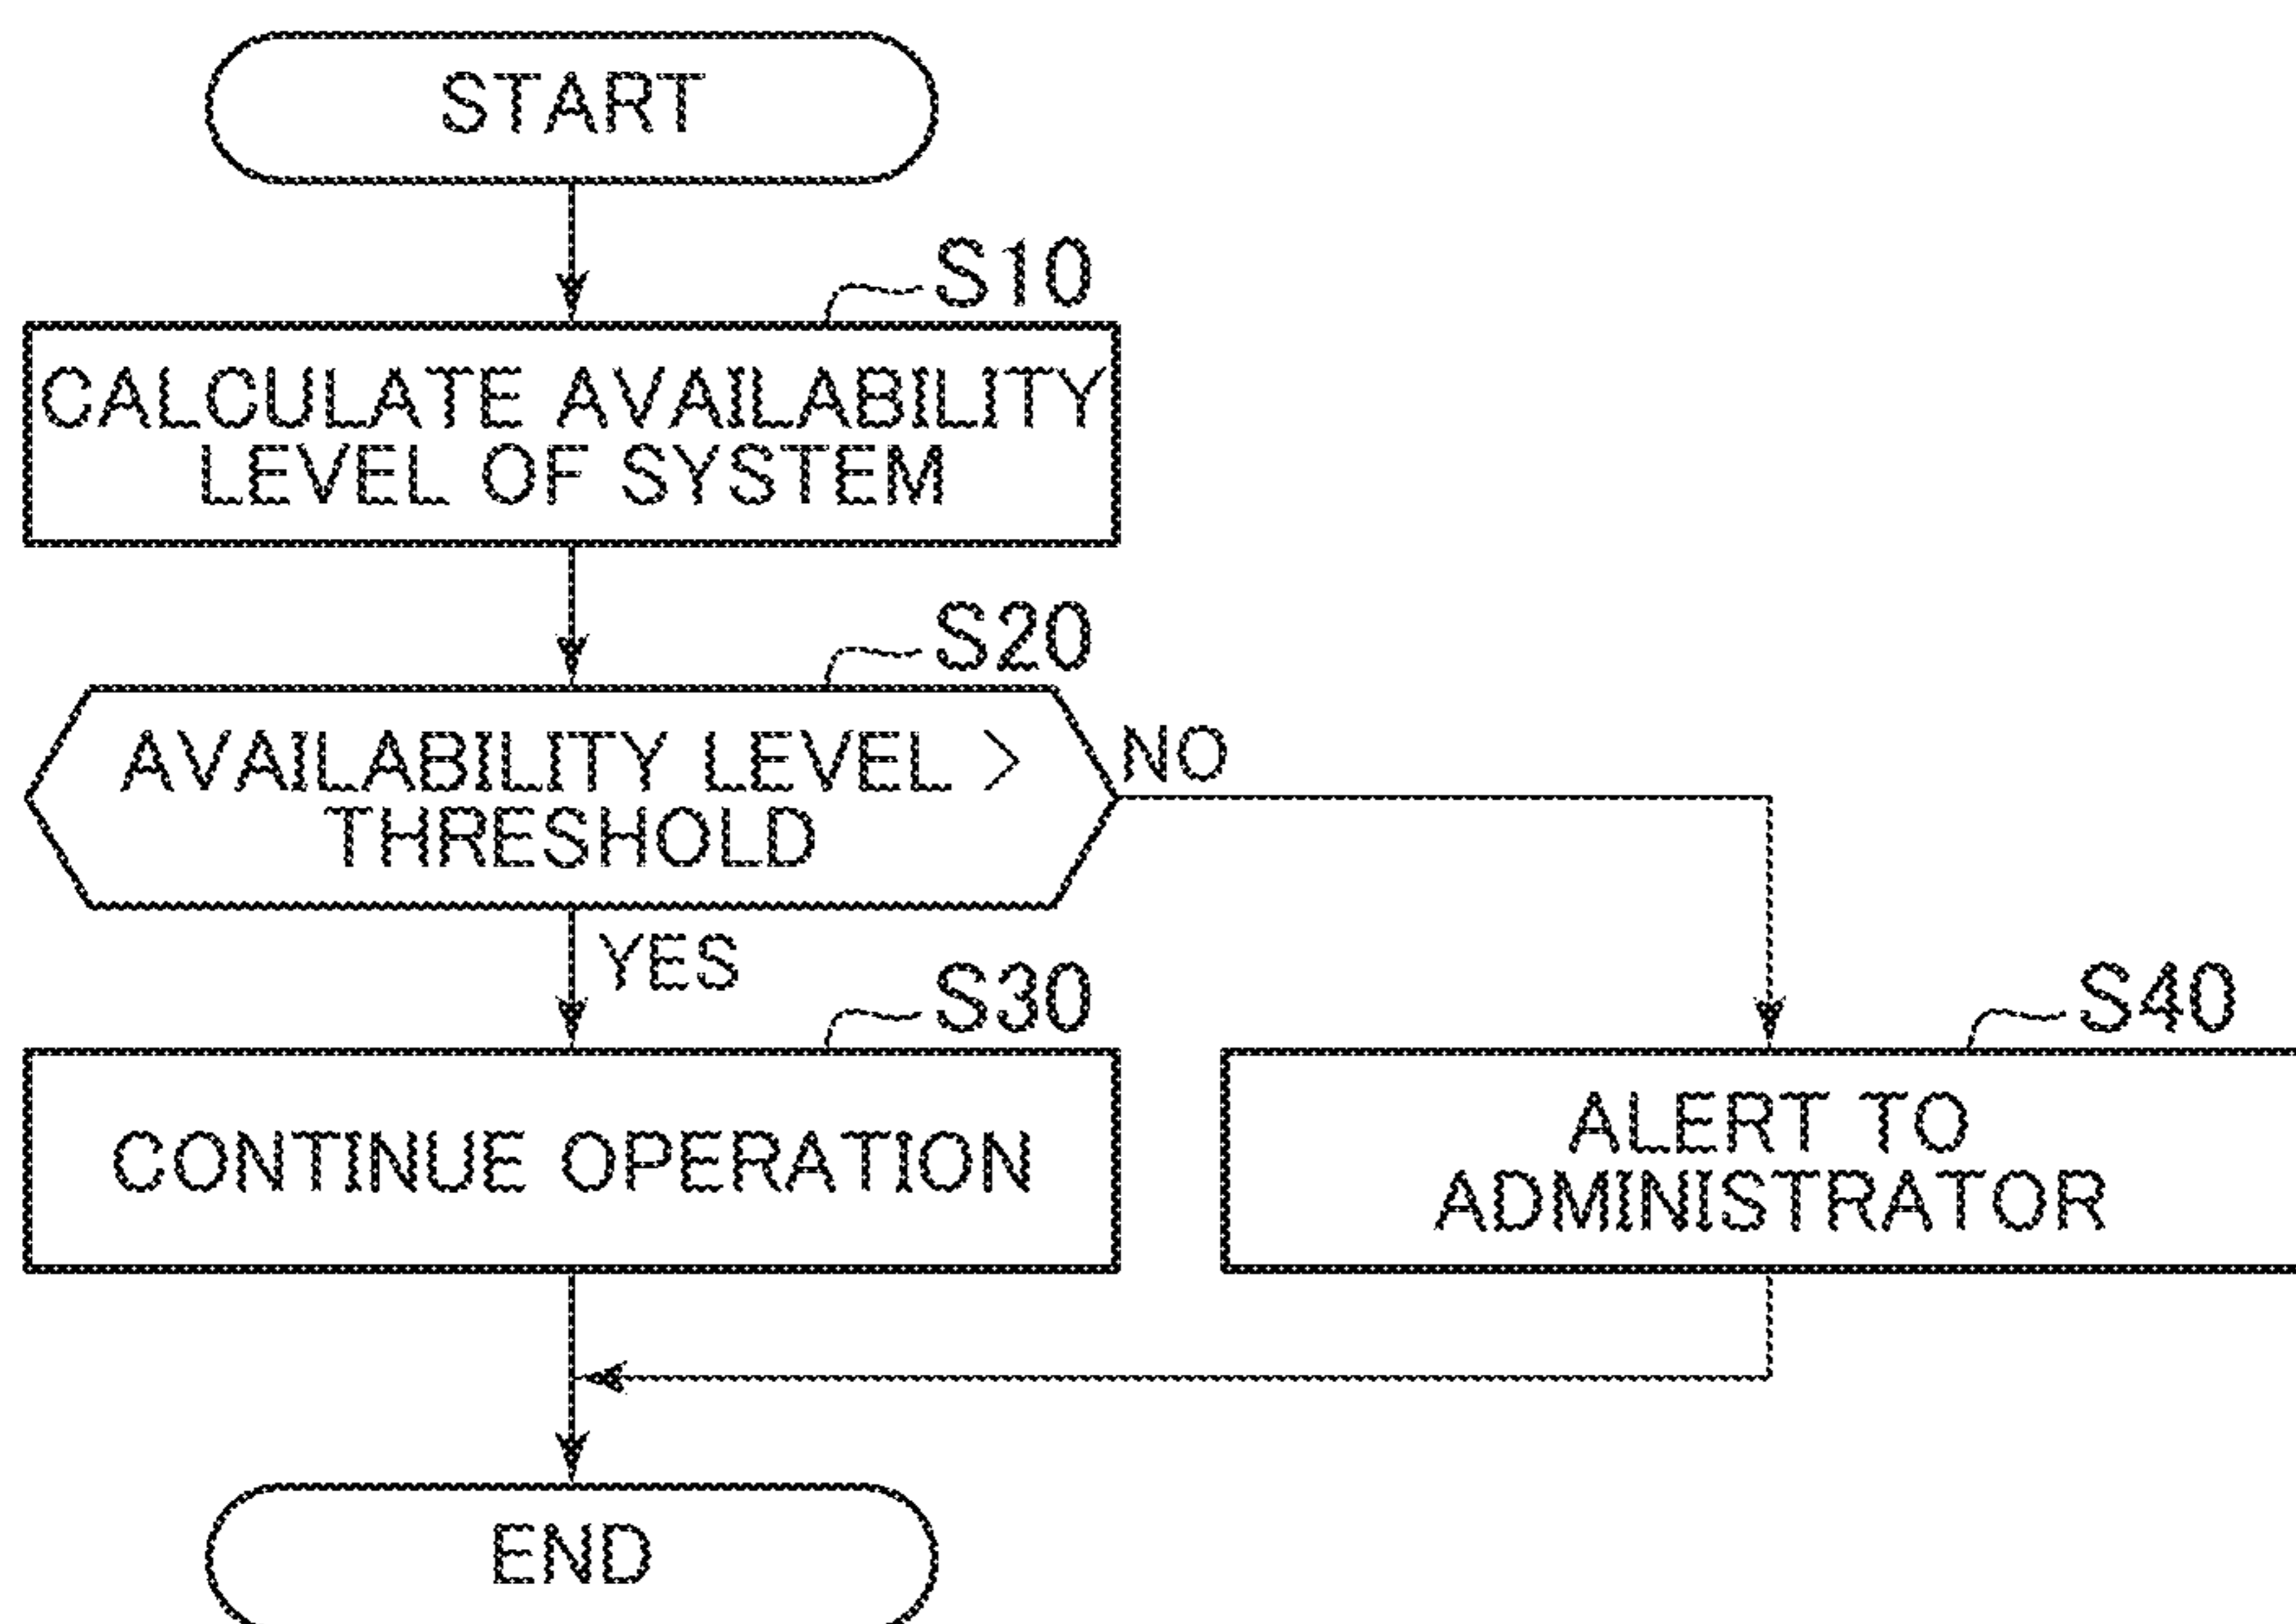 START
S10
CALCULATE AVAILABILITY
LEVEL OF SYSTEM
S20
AVAILABILITY LEVEL >
THRESHOLD
NO
YES
S30
CONTINUE OPERATION
S40
ALERT TO
ADMINISTRATOR
END